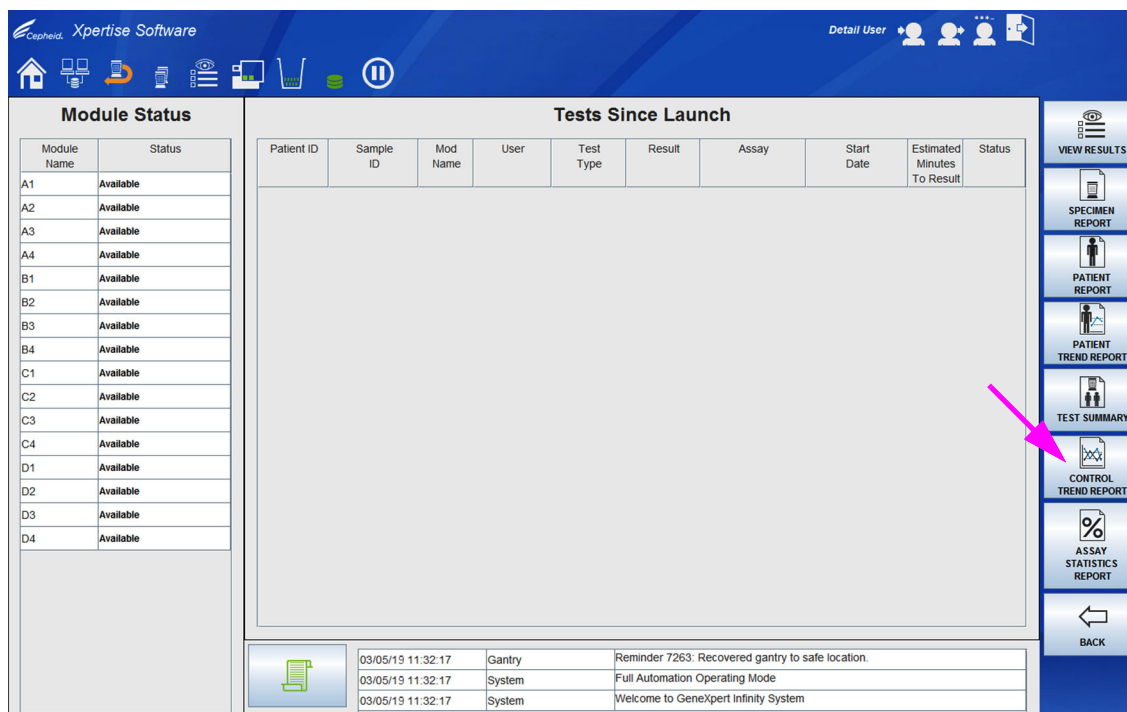 Cepheid. Xpertise Software
Detail User
Module Status
Module Name
Status
A1 Available
A2 Available
A3 Available
A4 Available
B1 Available
B2 Available
B3 Available
B4 Available
C1 Available
C2 Available
C3 Available
C4 Available
D1 Available
D2 Available
D3 Available
D4 Available
Tests Since Launch
Patient ID
Sample
ID
Mod
Name
User
Test
Type
Result
Assay
Start
Date
Estimated
Minutes
To Result
Status
03/05/19 11:32:17 Gantry Reminder 7263: Recovered gantry to safe location.
03/05/19 11:32:17 System Full Automation Operating Mode
03/05/19 11:32:17 System Welcome to GeneXpert Infinity System
VIEW RESULTS
SPECIMEN
REPORT
PATIENT
REPORT
PATIENT
TREND REPORT
TEST SUMMARY
CONTROL
TREND REPORT
%
ASSAY
STATISTICS
REPORT
BACK